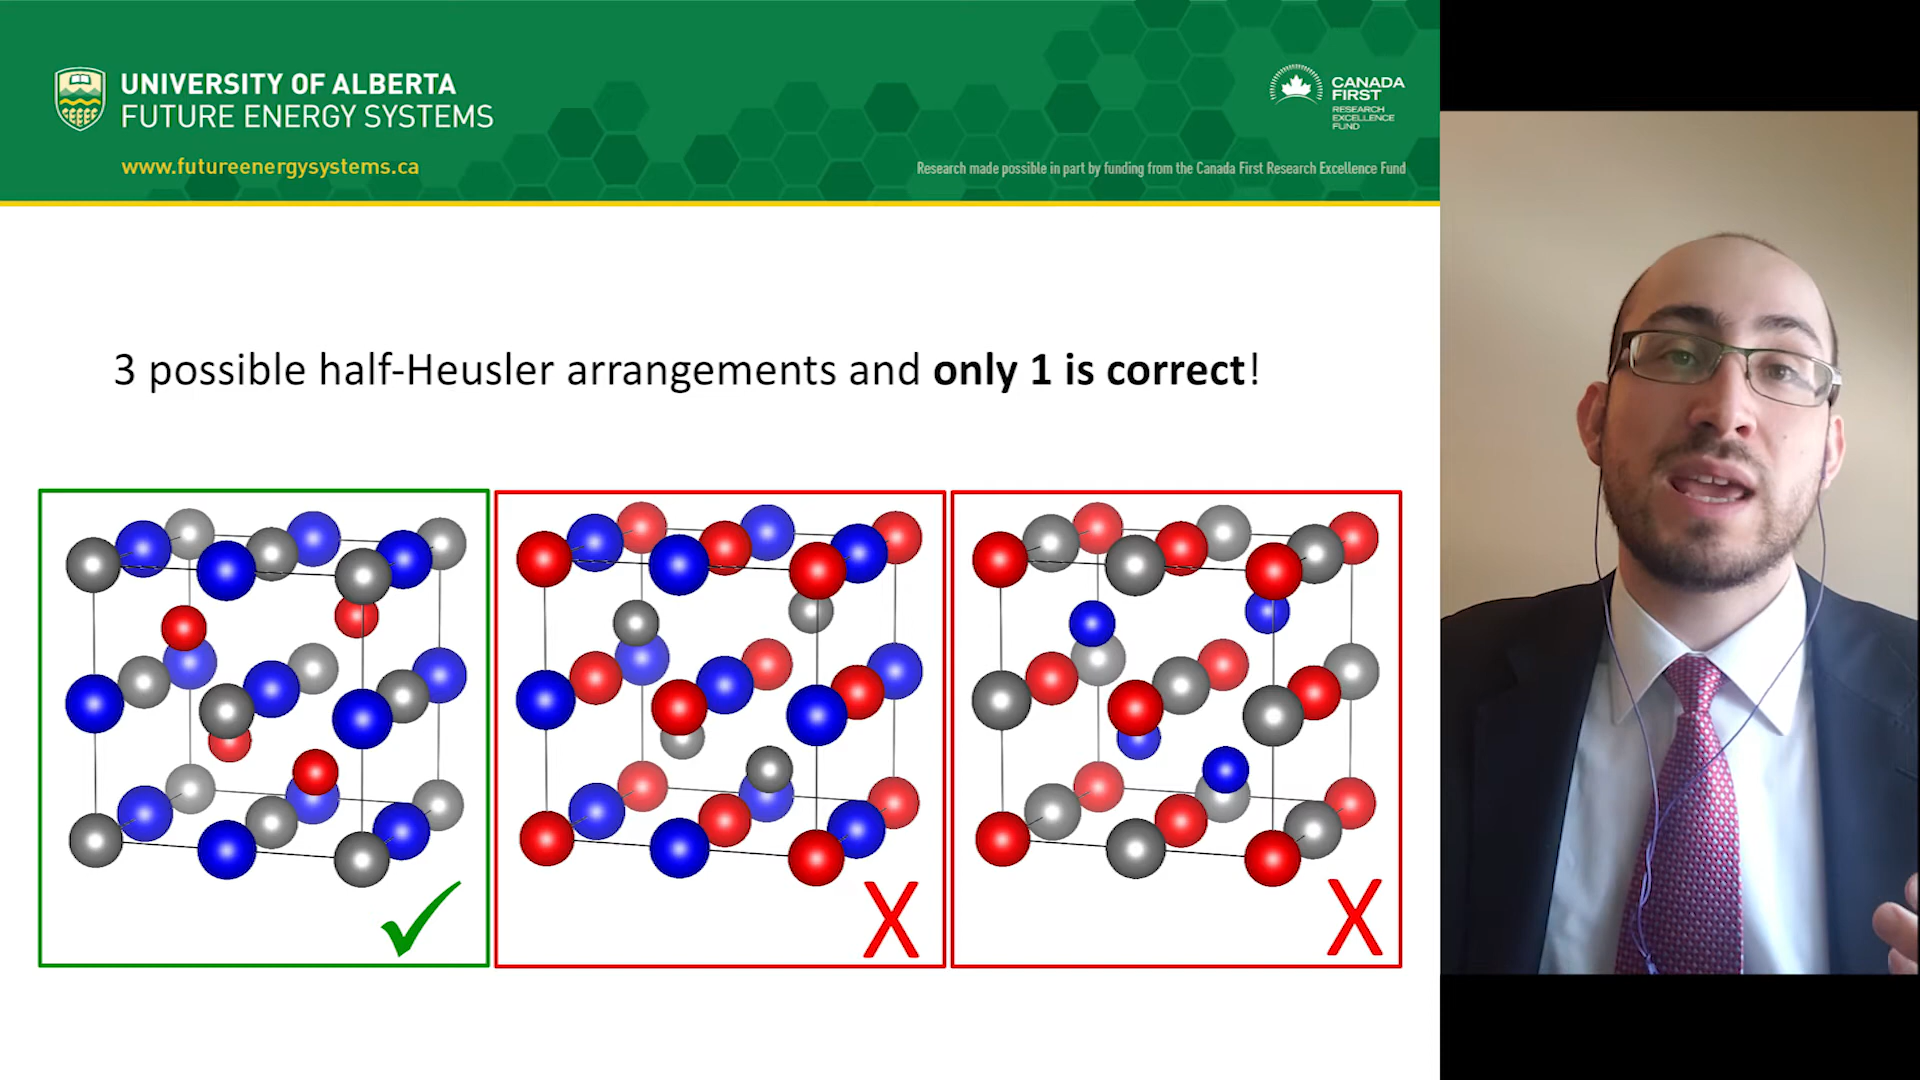 UNIVERSITY OF ALBERTA
FUTURE ENERGY SYSTEMS
www.futureenergysystems.ca
CANADA
FIRST
RESEARCH
EXCELLENCE
FUND
Research made possible in part by funding from the Canada First Research Excellence Fund
3 possible half-Heusler arrangements and only 1 is correct!
X
X